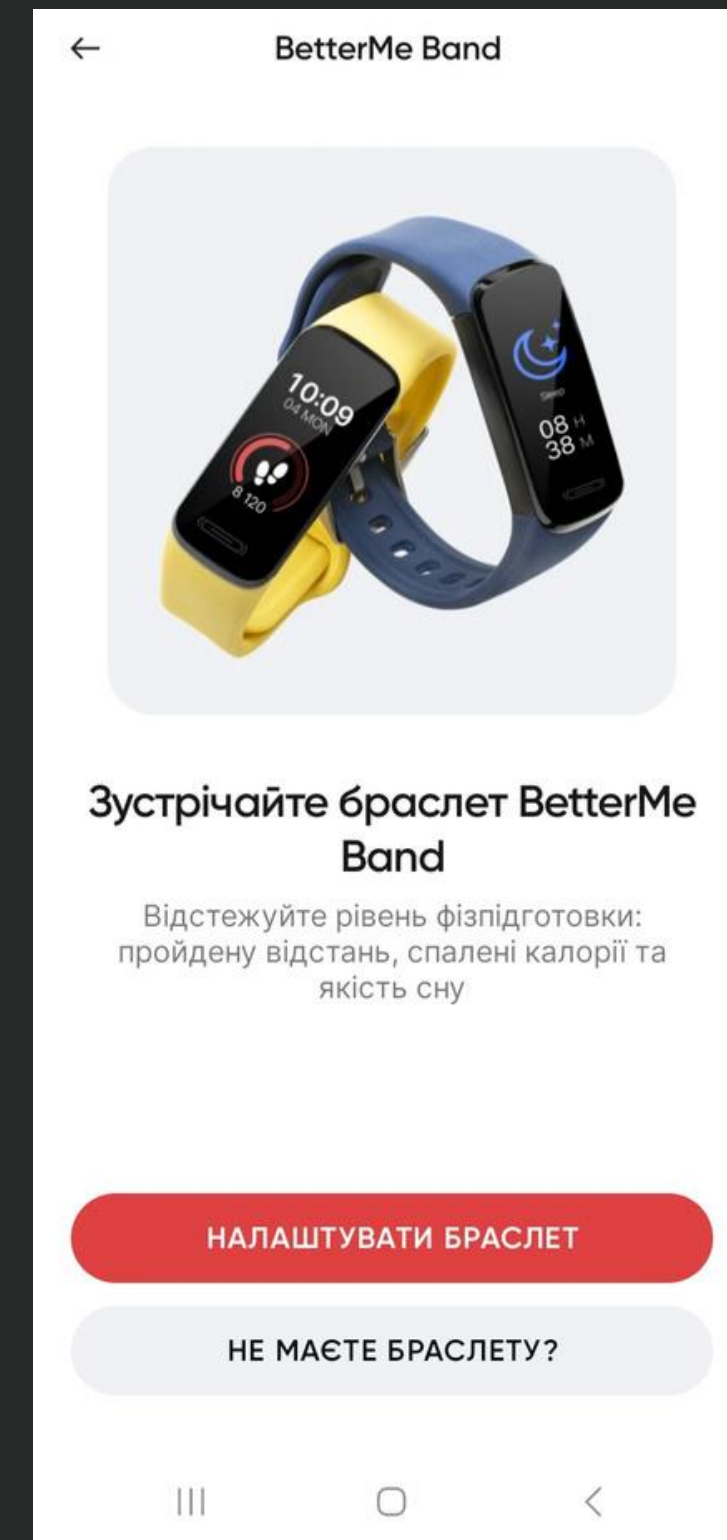 BetterMe Band
10:09
04 MON
8 120
Sleep
08 H
38 M
Зустрічайте браслет BetterMe
Band
Відстежуйте рівень фізпідготовки:
пройдену відстань, спалені калорії та
якість сну
НАЛАШТУВАТИ БРАСЛЕТ
НЕ МАЄТЕ БРАСЛЕТУ?